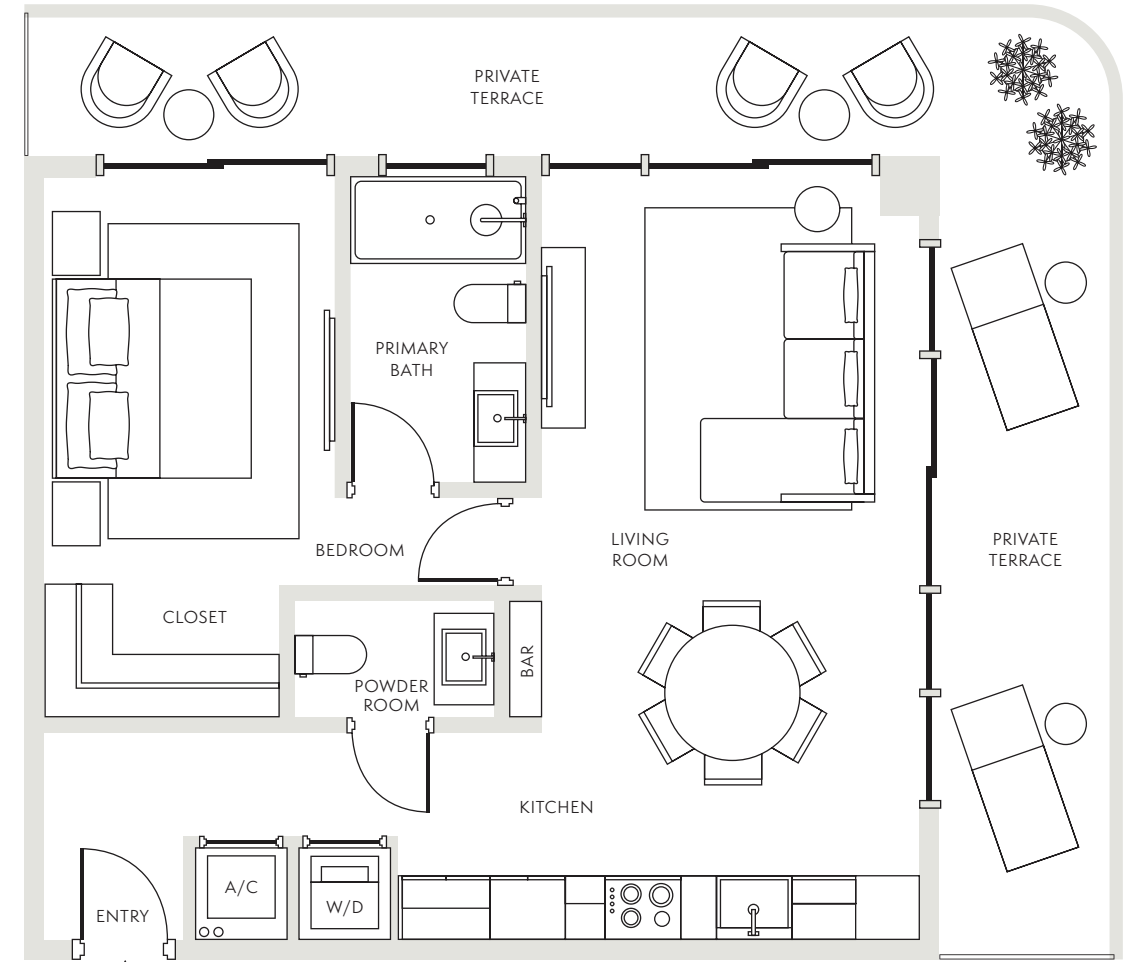 PRIVATE
TERRACE
PRIMARY
BATH
BEDROOM
LIVING
ROOM
PRIVATE
TERRACE
CLOSET
BAR
POWDER
ROOM
KITCHEN
A/C
W/D
ENTRY